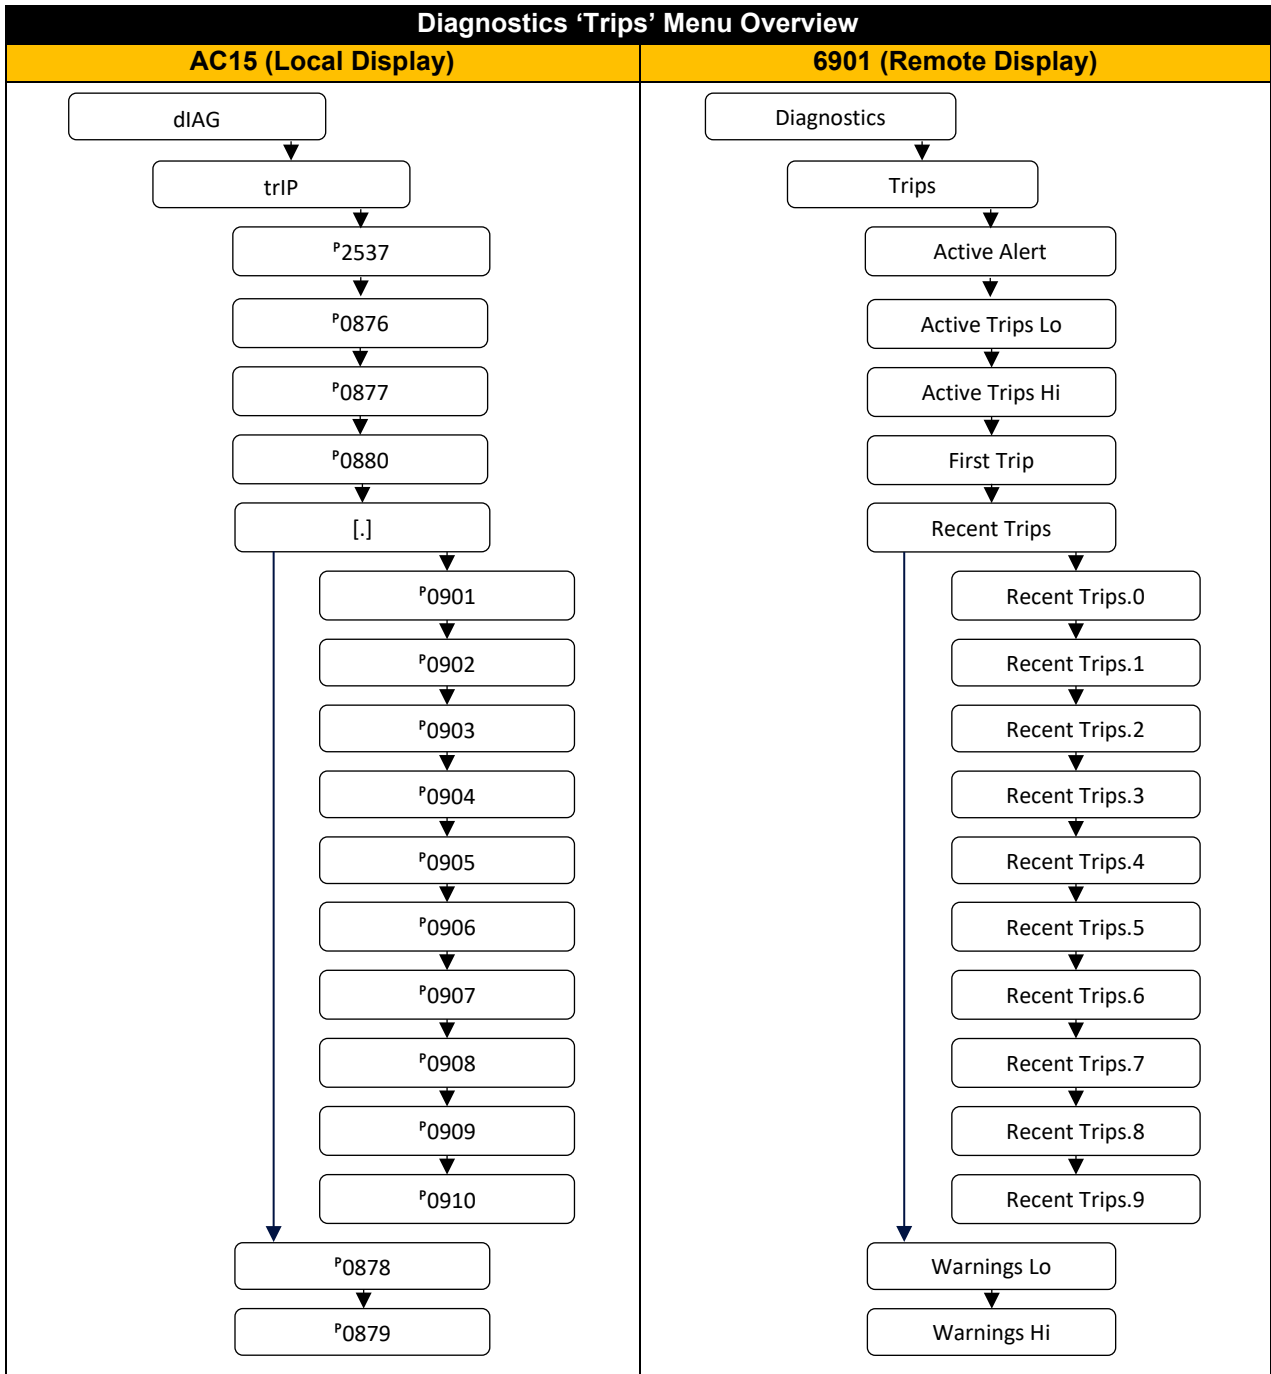 Diagnostics ‘Trips’ Menu Overview
AC15 (Local Display)
dIAG
trIP
ᴾ2537
ᴾ0876
ᴾ0877
ᴾ0880
[.]
ᴾ0901
ᴾ0902
ᴾ0903
ᴾ0904
ᴾ0905
ᴾ0906
ᴾ0907
ᴾ0908
ᴾ0909
ᴾ0910
ᴾ0878
ᴾ0879
6901 (Remote Display)
Diagnostics
Trips
Active Alert
Active Trips Lo
Active Trips Hi
First Trip
Recent Trips
Recent Trips.0
Recent Trips.1
Recent Trips.2
Recent Trips.3
Recent Trips.4
Recent Trips.5
Recent Trips.6
Recent Trips.7
Recent Trips.8
Recent Trips.9
Warnings Lo
Warnings Hi